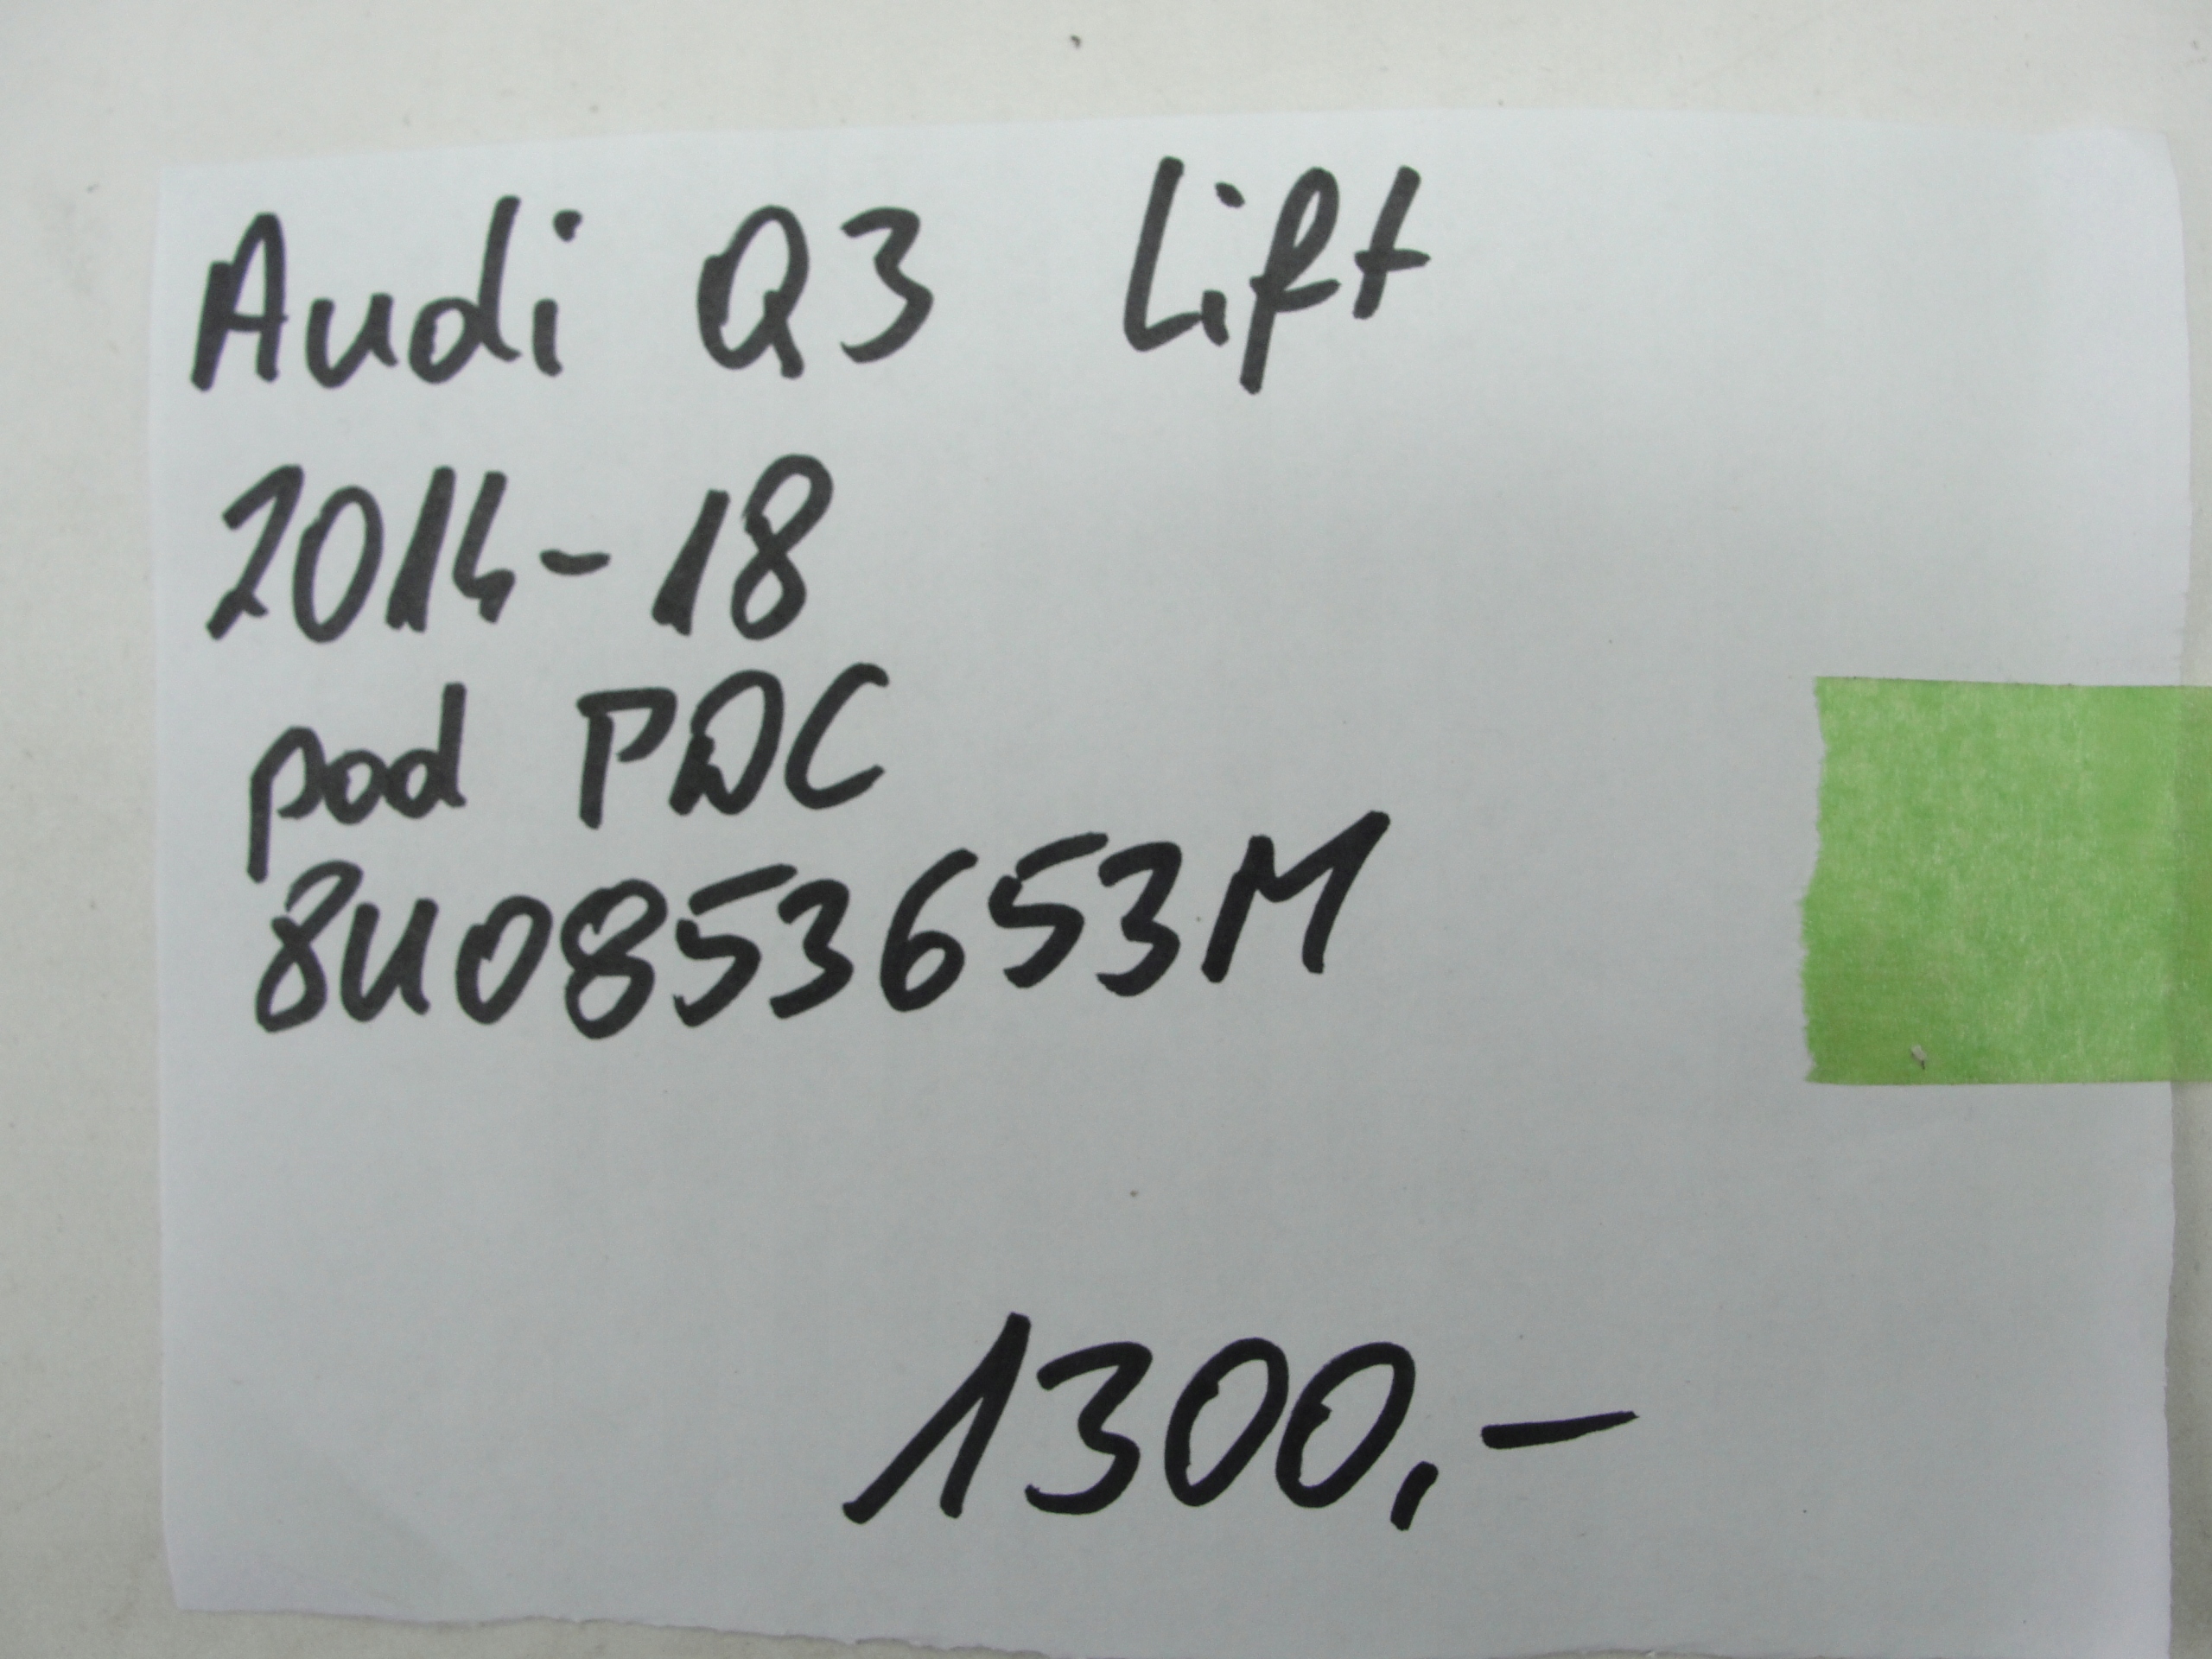 Audi Q3 Lift
2014-18
pod PDC
8U0853653M
1300,-